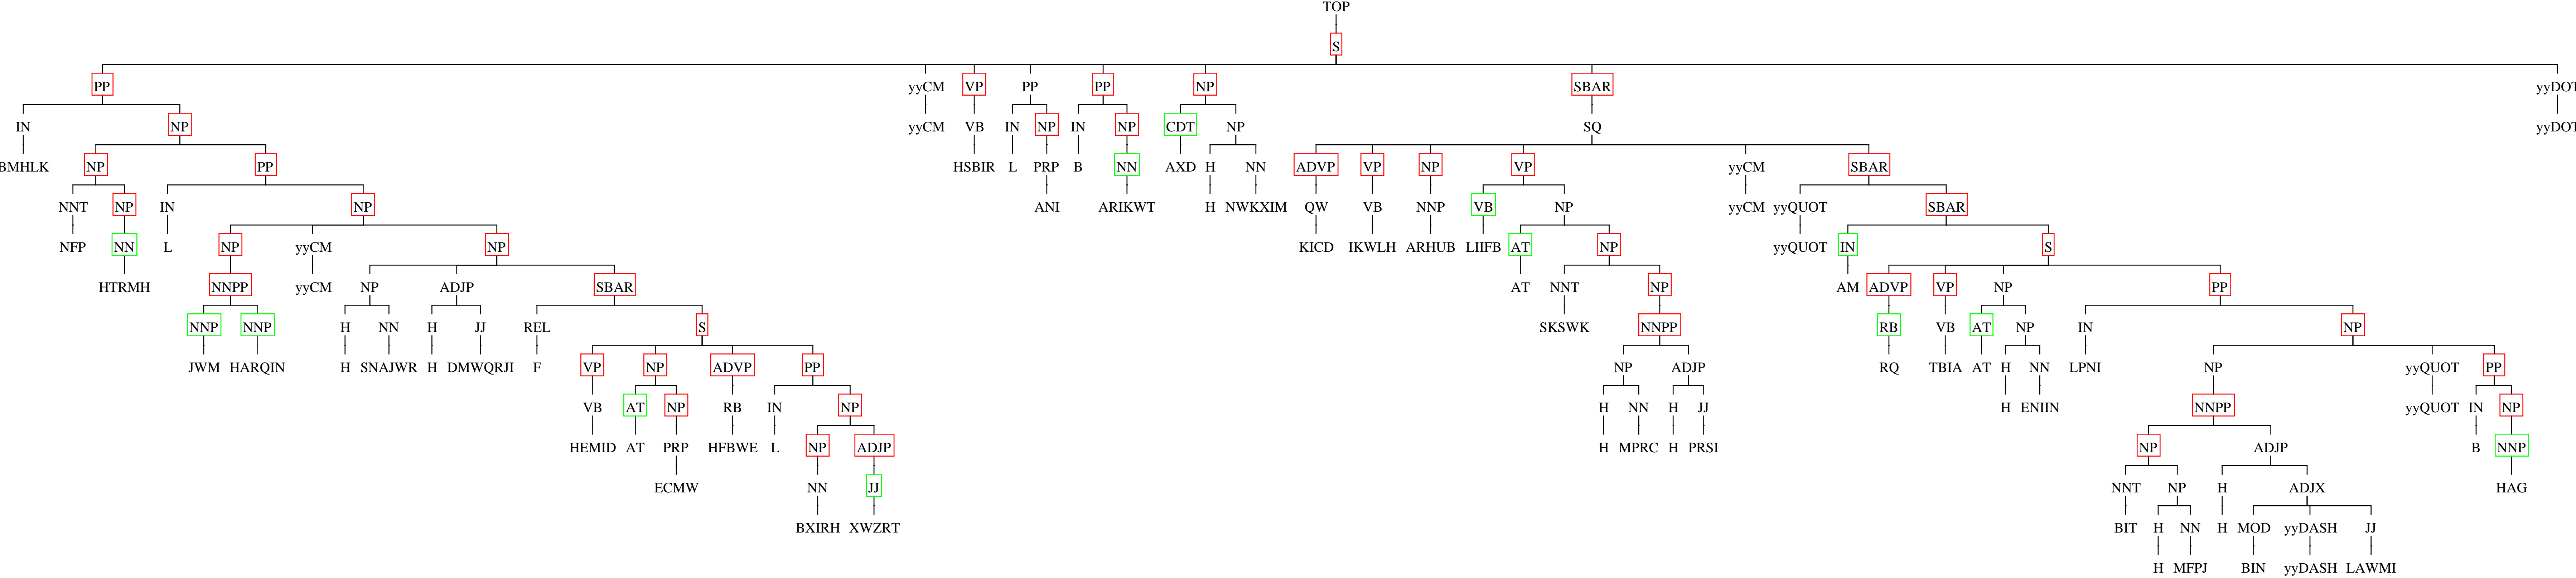 TOP
S
PP yyCM VP PP PP NP SBAR yyDOT
IN NP yyCM VB IN NP IN NP CDT NP SQ yyDOT
BMHLK NP PP HSBIR L PRP B NN AXD H NN ADVP VP NP VP yyCM SBAR
NNT NP IN NP ANI ARIKWT H NWKXIM QW VB NNP VB NP yyCM yyQUOT SBAR
NFP NN L NP yyCM NP KICD IKWLH ARHUB LIIFB AT NP yyQUOT IN S
HTRMH NNPP yyCM NP ADJP SBAR AT NNT NP AM ADVP VP NP PP
NNP NNP H NN H JJ REL S SKSWK NNPP RB VB AT NP IN NP
JWM HARQIN H SNAJWR H DMWQRJI F VP NP ADVP PP NP ADJP RQ TBIA AT H NN LPNI NP yyQUOT PP
VB AT NP RB IN NP H NN H JJ H ENIIN NNPP yyQUOT IN NP
HEMID AT PRP HFBWE L NP ADJP H MPRC H PRSI NP ADJP B NNP
ECMW NN JJ NNT NP H ADJX HAG
BXIRH XWZRT BIT H NN H MOD yyDASH JJ
H MFPJ BIN yyDASH LAWMI